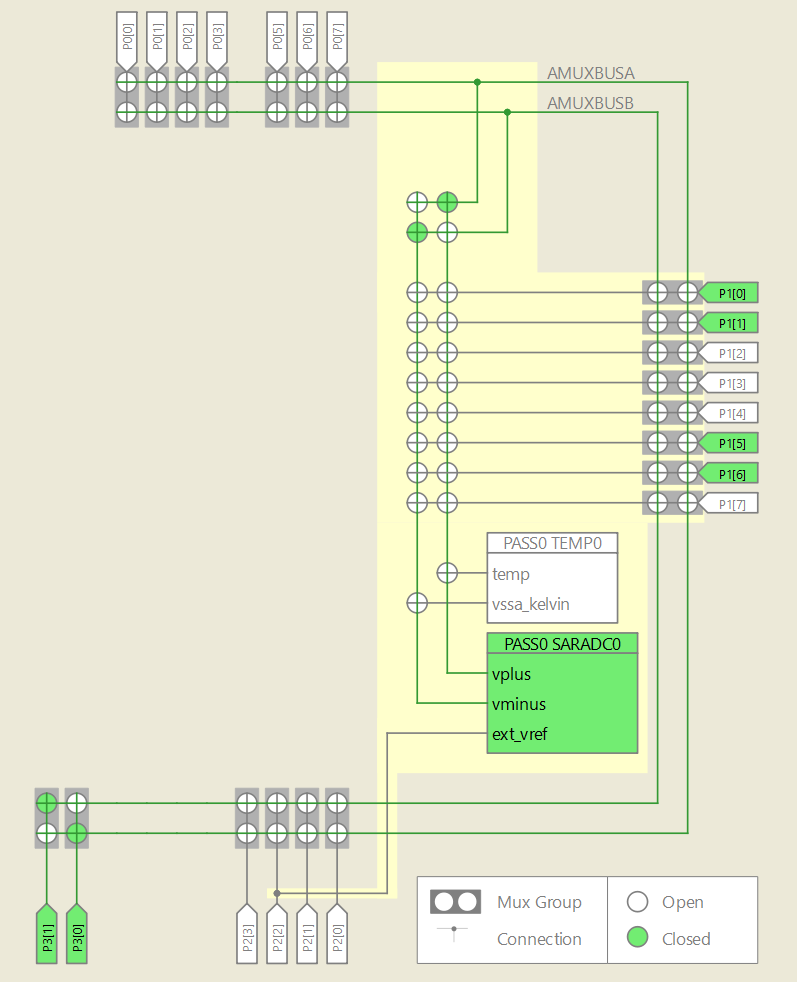 P0[0]
P0[1]
P0[2]
P0[3]
P0[5]
P0[6]
P0[7]
AMUXBUSA
AMUXBUSB
P1[0]
P1[1]
P1[2]
P1[3]
P1[4]
P1[5]
P1[6]
P1[7]
PASS0 TEMP0
temp
vssa_kelvin
PASS0 SARADC0
vplus
vminus
ext_vref
P3[1]
P3[0]
P2[3]
P2[2]
P2[1]
P2[0]
Mux Group
Open
Connection
Closed